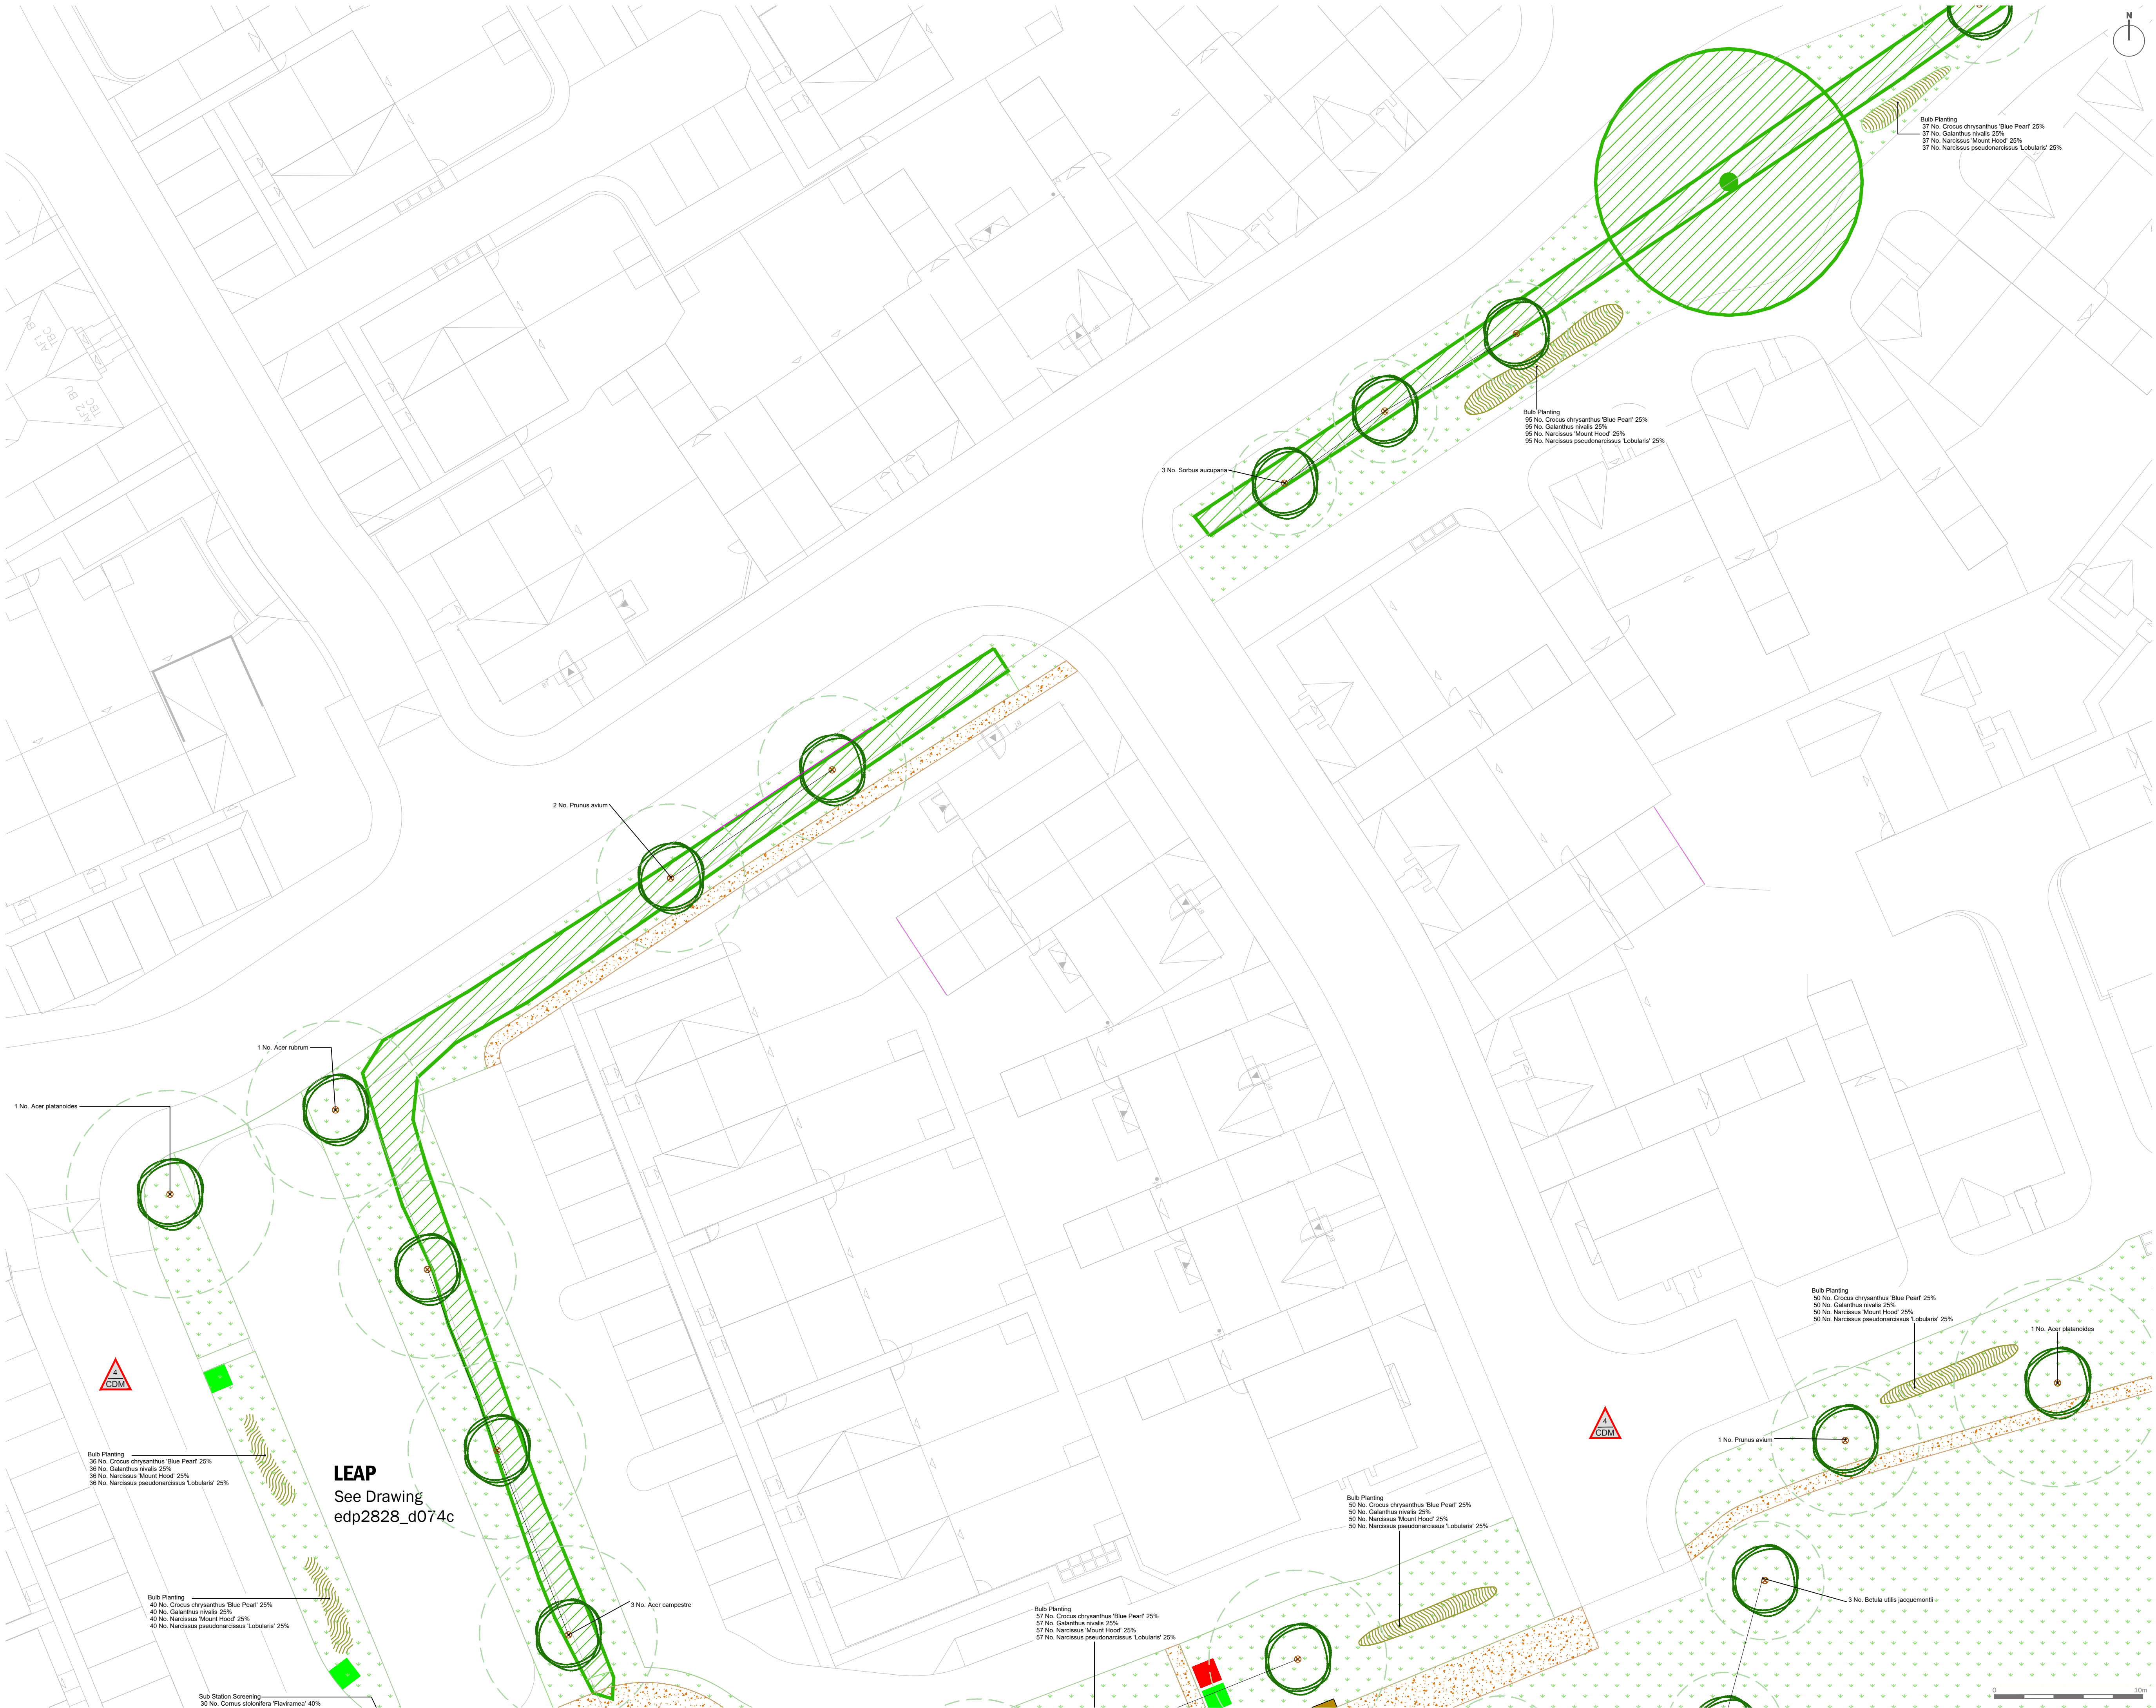 N
Bulb Planting
37 No. Crocus chrysanthus 'Blue Pearl' 25%
37 No. Galanthus nivalis 25%
37 No. Narcissus 'Mount Hood' 25%
37 No. Narcissus pseudonarcissus 'Lobularis' 25%
AF1 BU
TBC
AF2 BU
TBC
Bulb Planting
95 No. Crocus chrysanthus 'Blue Pearl' 25%
95 No. Galanthus nivalis 25%
95 No. Narcissus 'Mount Hood' 25%
95 No. Narcissus pseudonarcissus 'Lobularis' 25%
3 No. Sorbus aucuparia
2 No. Prunus avium
1 No. Acer rubrum
1 No. Acer platanoides
Bulb Planting
50 No. Crocus chrysanthus 'Blue Pearl' 25%
50 No. Galanthus nivalis 25%
50 No. Narcissus 'Mount Hood' 25%
50 No. Narcissus pseudonarcissus 'Lobularis' 25%
1 No. Acer platanoides
4
CDM
4
CDM
1 No. Prunus avium
Bulb Planting
36 No. Crocus chrysanthus 'Blue Pearl' 25%
36 No. Galanthus nivalis 25%
36 No. Narcissus 'Mount Hood' 25%
36 No. Narcissus pseudonarcissus 'Lobularis' 25%
LEAP
See Drawing
edp2828_d074c
Bulb Planting
50 No. Crocus chrysanthus 'Blue Pearl' 25%
50 No. Galanthus nivalis 25%
50 No. Narcissus 'Mount Hood' 25%
50 No. Narcissus pseudonarcissus 'Lobularis' 25%
Bulb Planting
40 No. Crocus chrysanthus 'Blue Pearl' 25%
40 No. Galanthus nivalis 25%
40 No. Narcissus 'Mount Hood' 25%
40 No. Narcissus pseudonarcissus 'Lobularis' 25%
3 No. Acer campestre
Bulb Planting
57 No. Crocus chrysanthus 'Blue Pearl' 25%
57 No. Galanthus nivalis 25%
57 No. Narcissus 'Mount Hood' 25%
57 No. Narcissus pseudonarcissus 'Lobularis' 25%
3 No. Betula utilis jacquemontii
Sub Station Screening
30 No. Cornus stolonifera 'Flaviramea' 40%
0 10m